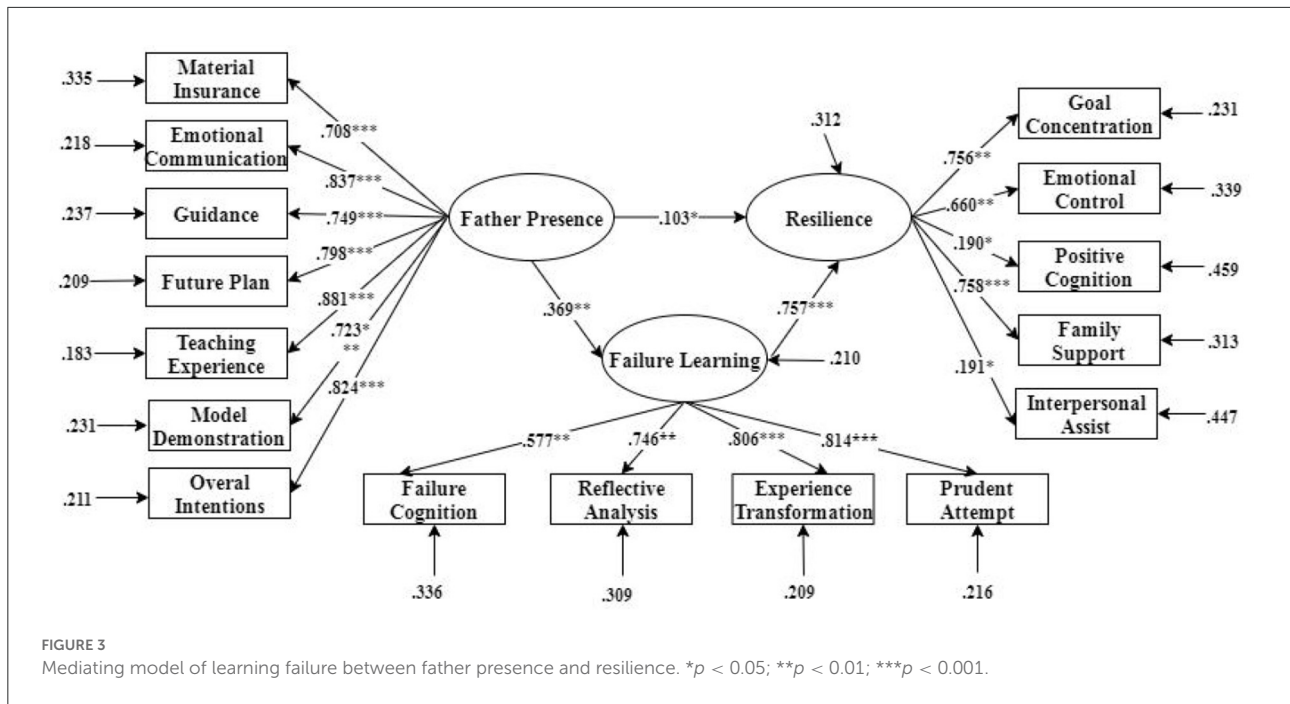 .335
Material
Insurance
.708***
.218
Emotional
Communication
.837***
.237
Guidance
.749***
.209
Future Plan
.798***
.183
Teaching
Experience
.881***
.231
Model
Demonstration
.723*
**
.211
Overal
Intentions
.824***
Father Presence
.103*
.312
Resilience
.369**
.757***
Failure Learning
.210
.756**
Goal
Concentration
.231
.660**
Emotional
Control
.339
.190*
Positive
Cognition
.459
.758***
Family
Support
.313
.191*
Interpersonal
Assist
.447
.577**
.746**
.806***
.814***
Failure
Cognition
Reflective
Analysis
Experience
Transformation
Prudent
Attempt
.336
.309
.209
.216
FIGURE 3
Mediating model of learning failure between father presence and resilience. *p < 0.05; **p < 0.01; ***p < 0.001.